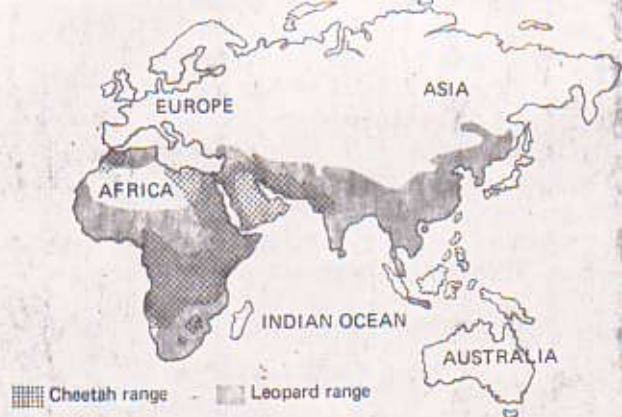 ASIA
EUROPE
AFRICA
INDIAN OCEAN
AUSTRALIA
Cheetah range
Leopard range